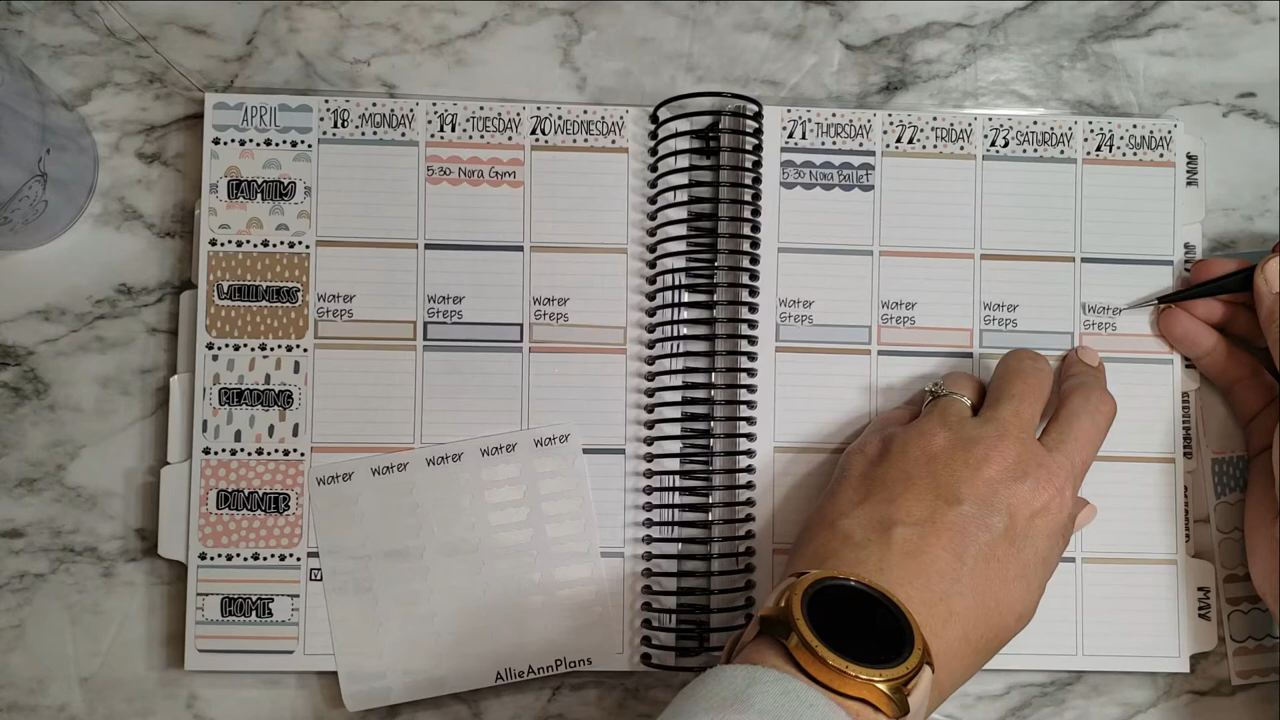 APRIL
18 · MONDAY
19 · TUESDAY
20 WEDNESDAY
21 · THURSDAY
22 · FRIDAY
23 · SATURDAY
24 · SUNDAY
FAMILY
5:30- Nora Gym
5:30- Nora Ballet
WELLNESS
Water
Steps
Water
Steps
Water
Steps
Water
Steps
Water
Steps
Water
Steps
Water
Steps
READING
DINNER
HOME
Water Water Water Water Water
AllieAnnPlans
JUNE
MAY